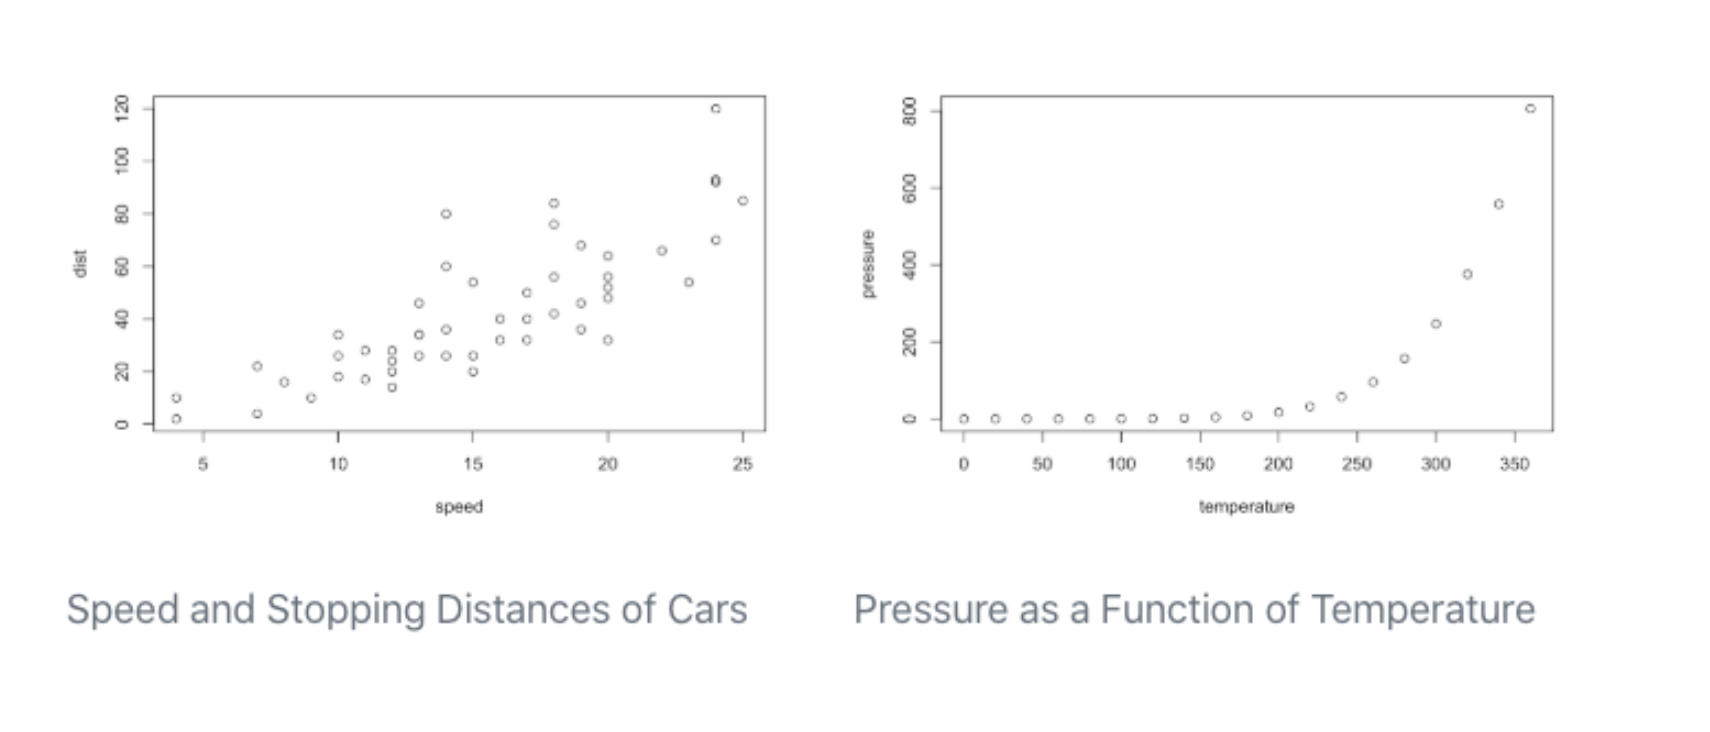 120
100
80
60
40
20
0
dist
5 10 15 20 25
speed
Speed and Stopping Distances of Cars
800
600
400
200
0
pressure
0 50 100 150 200 250 300 350
temperature
Pressure as a Function of Temperature